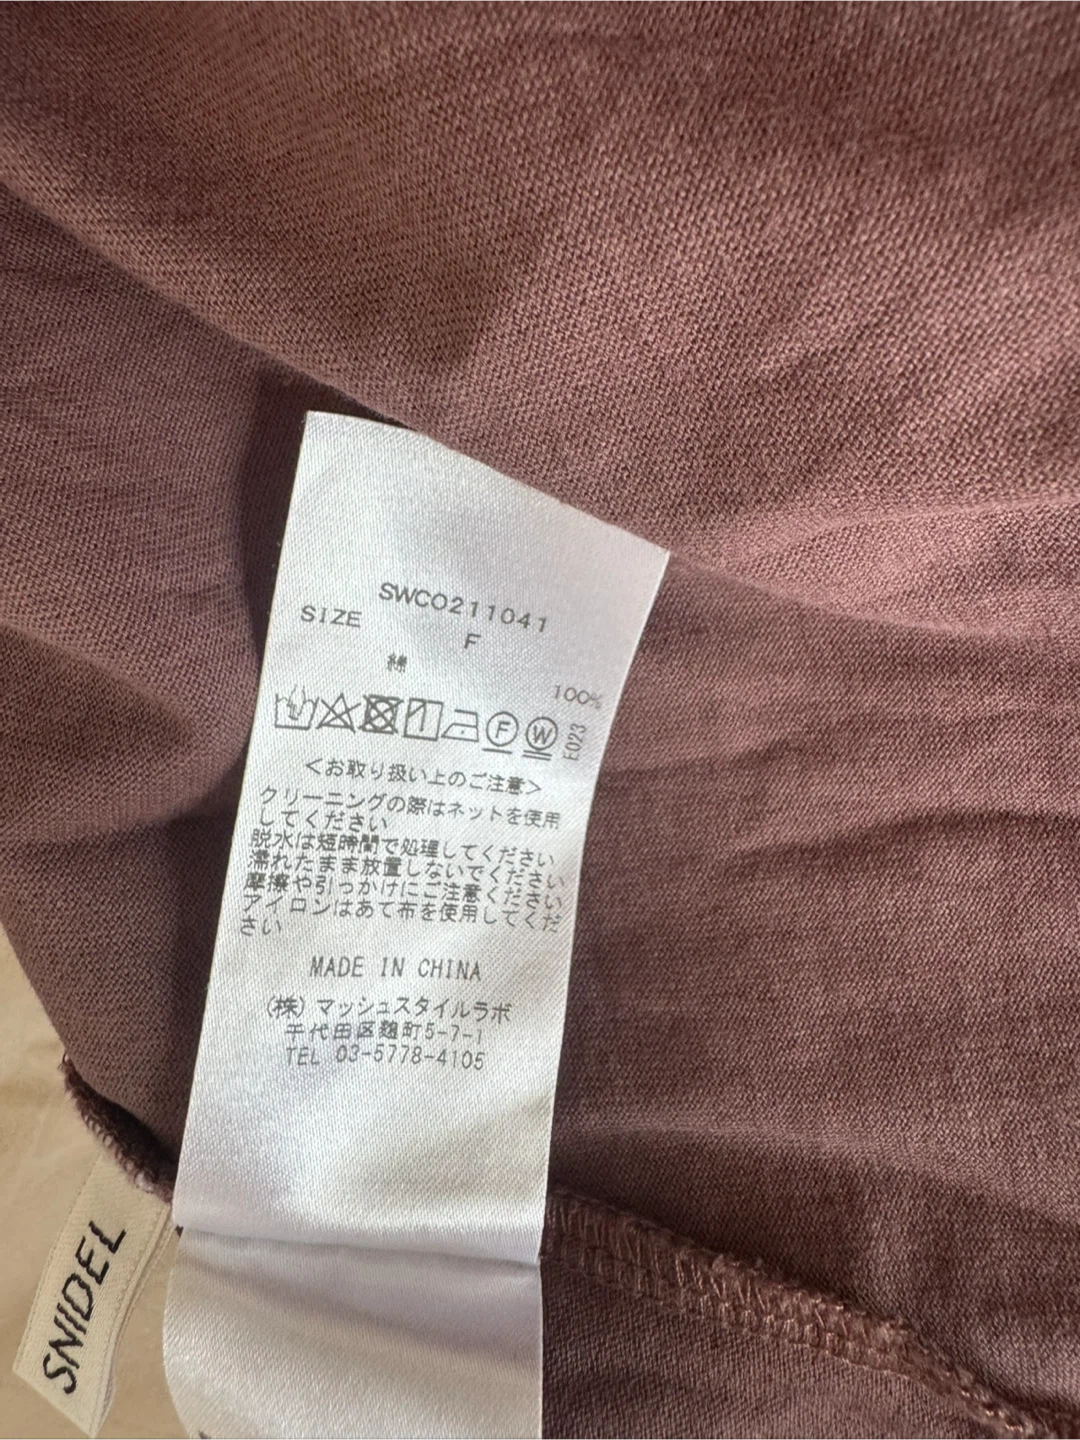 SWCO211041
SIZE F
綿 100%
F W E023
<お取り扱い上のご注意>
クリーニングの際はネットを使用
してください
脱水は短時間で処理してください
濡れたまま放置しないでください
摩擦や引っかけにご注意ください
アイロンはあて布を使用してくだ
さい
MADE IN CHINA
(株) マッシュスタイルラボ
千代田区麹町5-7-1
TEL 03-5778-4105
SNIDEL